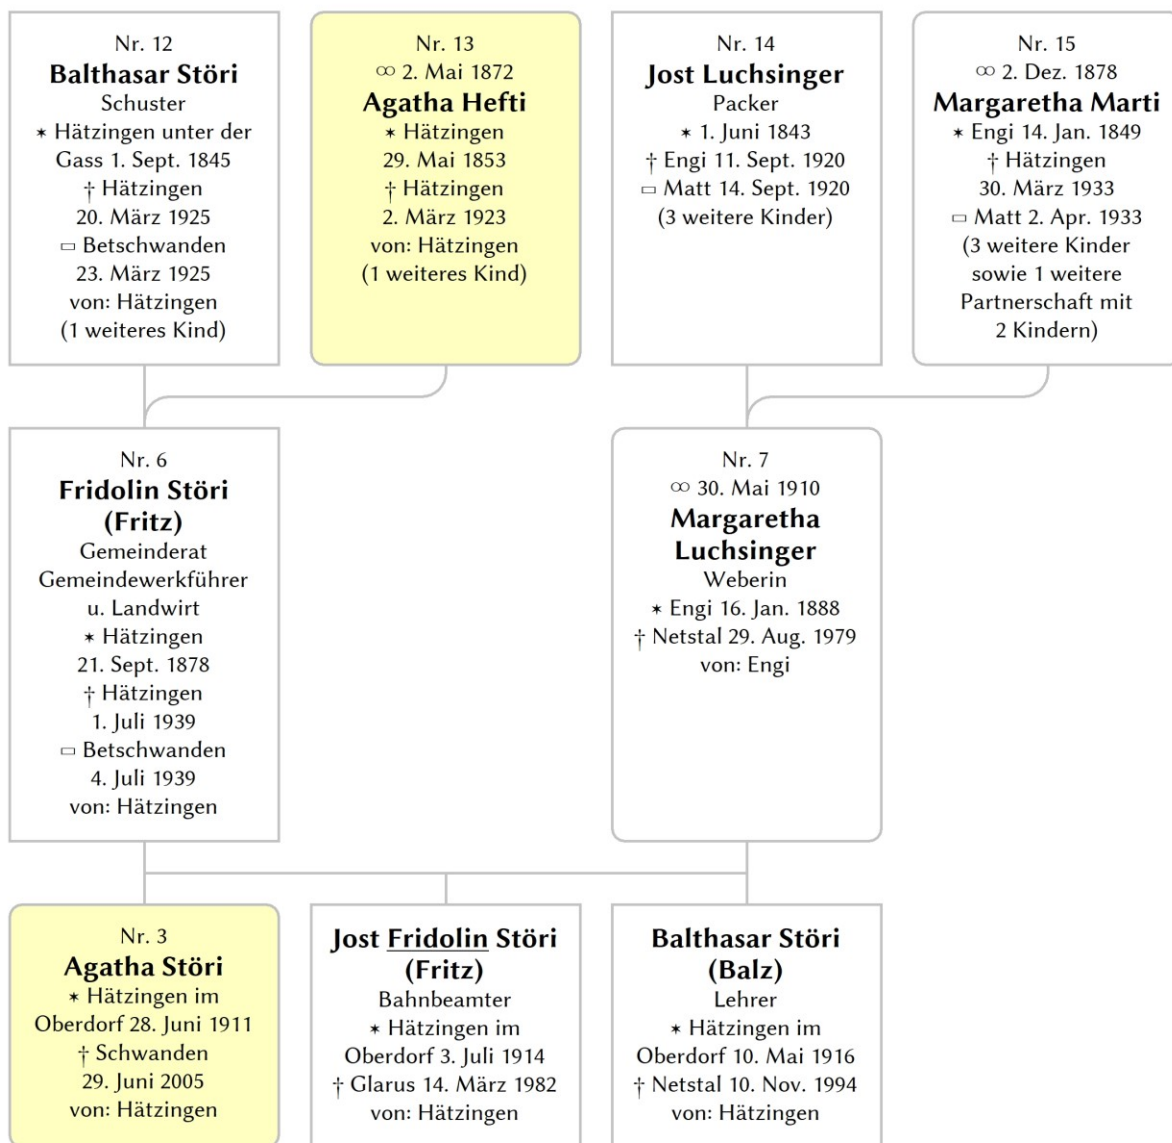 Nr. 12
Balthasar Störi
Schuster
✶ Hätzingen unter der
Gass 1. Sept. 1845
† Hätzingen
20. März 1925
▭ Betschwanden
23. März 1925
von: Hätzingen
(1 weiteres Kind)
Nr. 13
∞ 2. Mai 1872
Agatha Hefti
✶ Hätzingen
29. Mai 1853
† Hätzingen
2. März 1923
von: Hätzingen
(1 weiteres Kind)
Nr. 14
Jost Luchsinger
Packer
✶ 1. Juni 1843
† Engi 11. Sept. 1920
▭ Matt 14. Sept. 1920
(3 weitere Kinder)
Nr. 15
∞ 2. Dez. 1878
Margaretha Marti
✶ Engi 14. Jan. 1849
† Hätzingen
30. März 1933
▭ Matt 2. Apr. 1933
(3 weitere Kinder
sowie 1 weitere
Partnerschaft mit
2 Kindern)
Nr. 6
Fridolin Störi
(Fritz)
Gemeinderat
Gemeindewerkführer
u. Landwirt
✶ Hätzingen
21. Sept. 1878
† Hätzingen
1. Juli 1939
▭ Betschwanden
4. Juli 1939
von: Hätzingen
Nr. 7
∞ 30. Mai 1910
Margaretha
Luchsinger
Weberin
✶ Engi 16. Jan. 1888
† Netstal 29. Aug. 1979
von: Engi
Nr. 3
Agatha Störi
✶ Hätzingen im
Oberdorf 28. Juni 1911
† Schwanden
29. Juni 2005
von: Hätzingen
Jost Fridolin Störi
(Fritz)
Bahnbeamter
✶ Hätzingen im
Oberdorf 3. Juli 1914
† Glarus 14. März 1982
von: Hätzingen
Balthasar Störi
(Balz)
Lehrer
✶ Hätzingen im
Oberdorf 10. Mai 1916
† Netstal 10. Nov. 1994
von: Hätzingen